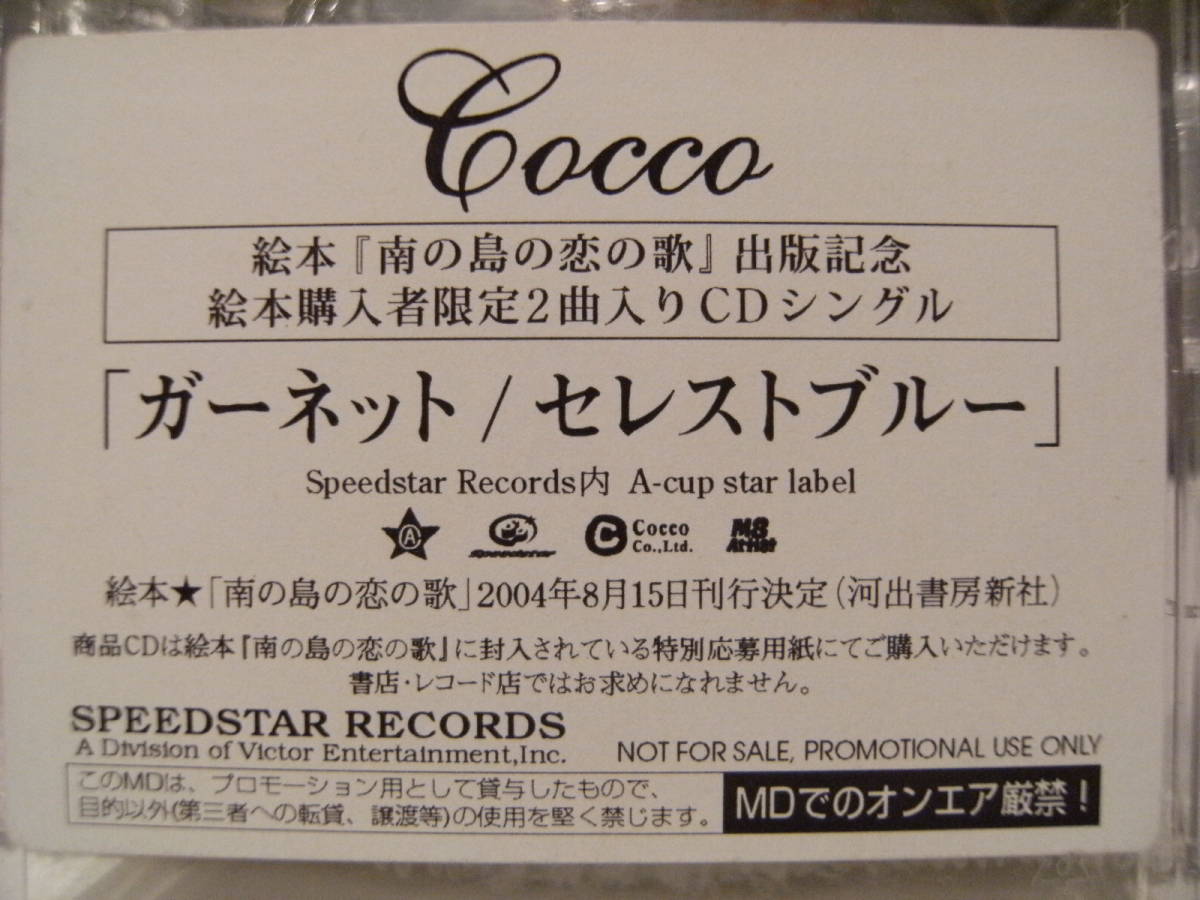 Cocco
絵本『南の島の恋の歌』出版記念
絵本購入者限定2曲入りCDシングル
「ガーネット / セレストブルー」
Speedstar Records内 A-cup star label
A
Speedstar
C Cocco Co.,Ltd.
M8 Artist
絵本★「南の島の恋の歌」2004年8月15日刊行決定(河出書房新社)
商品CDは絵本『南の島の恋の歌』に封入されている特別応募用紙にてご購入いただけます。
書店・レコード店ではお求めになれません。
SPEEDSTAR RECORDS
A Division of Victor Entertainment,Inc.
NOT FOR SALE, PROMOTIONAL USE ONLY
このMDは、プロモーション用として貸与したもので、
目的以外(第三者への転貸、譲渡等)の使用を堅く禁じます。
MDでのオンエア厳禁!